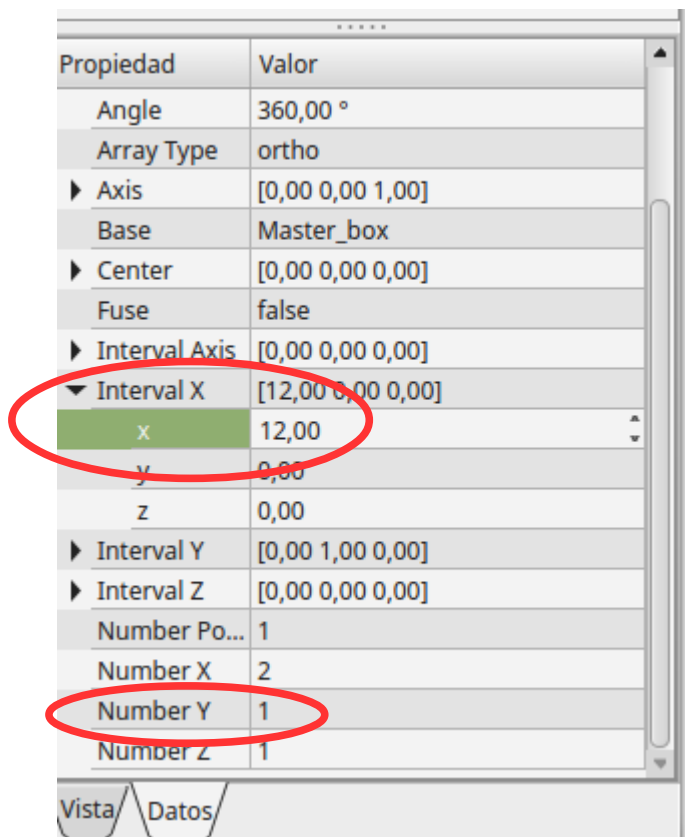 Propiedad Valor
Angle 360,00 °
Array Type ortho
Axis [0,00 0,00 1,00]
Base Master_box
Center [0,00 0,00 0,00]
Fuse false
Interval Axis [0,00 0,00 0,00]
Interval X [12,00 0,00 0,00]
x 12,00
y 0,00
z 0,00
Interval Y [0,00 1,00 0,00]
Interval Z [0,00 0,00 0,00]
Number Po... 1
Number X 2
Number Y 1
Number Z 1
Vista Datos